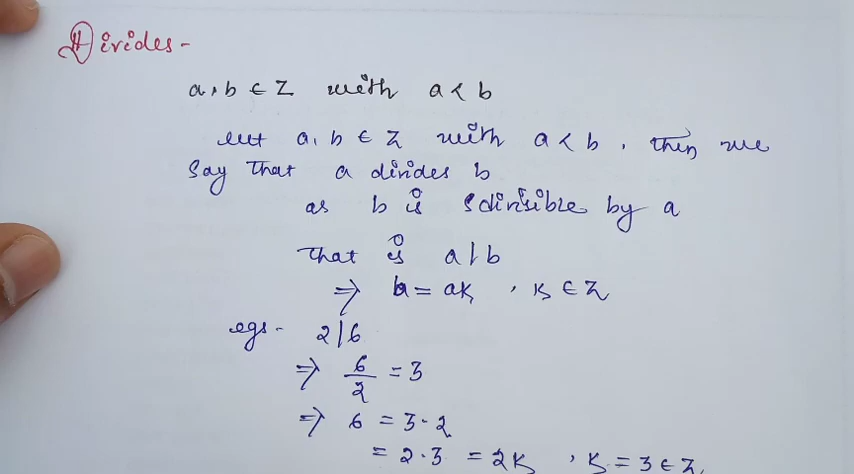 Divides -
a, b ∈ Z with a < b
Let a, b ∈ Z with a < b, then we
say that a divides b
as b is divisible by a
that is a | b
⇒ b = ak, k ∈ Z
egs - 2 | 6
⇒ 6/2 = 3
⇒ 6 = 3 · 2
= 2 · 3 = 2k, k = 3 ∈ Z.